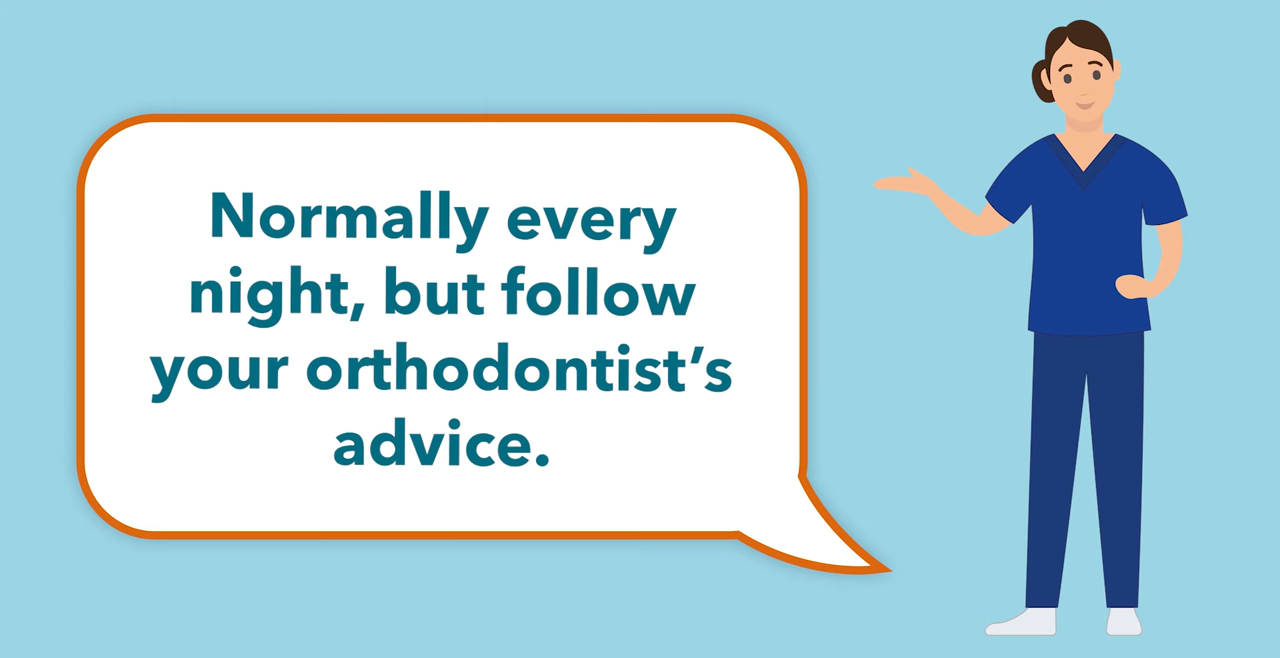 Normally every
night, but follow
your orthodontist’s
advice.